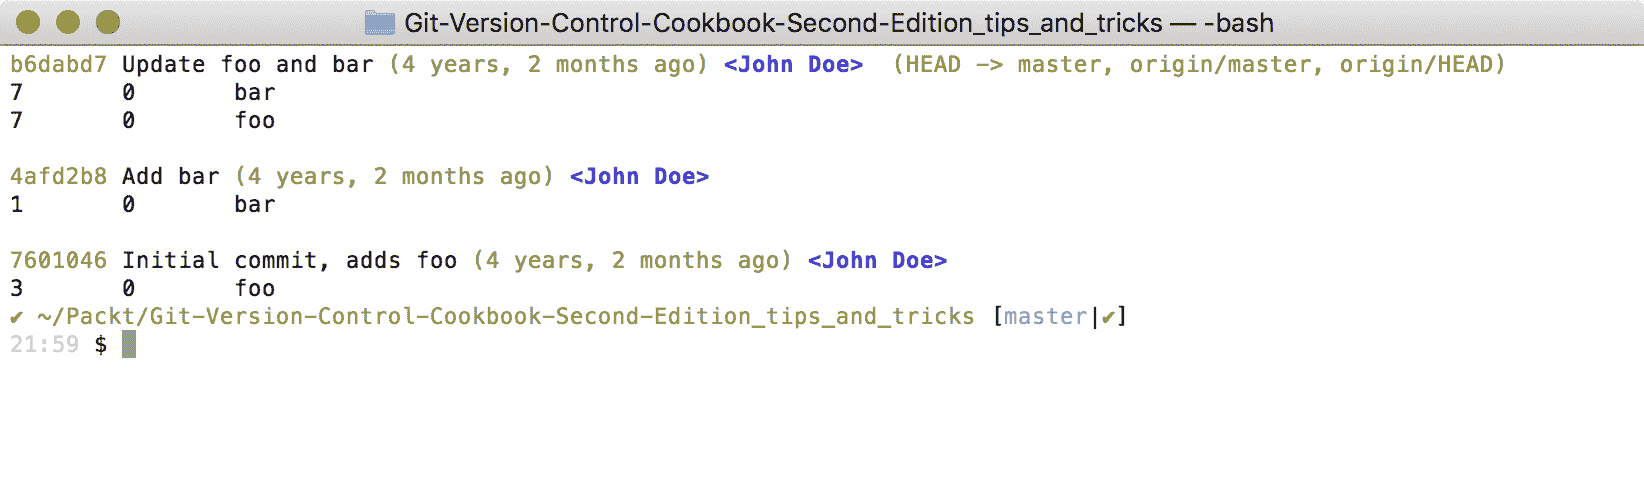 Git-Version-Control-Cookbook-Second-Edition_tips_and_tricks — -bash
b6dabd7 Update foo and bar (4 years, 2 months ago) <John Doe>  (HEAD -> master, origin/master, origin/HEAD)
7       0       bar
7       0       foo
4afd2b8 Add bar (4 years, 2 months ago) <John Doe>
1       0       bar
7601046 Initial commit, adds foo (4 years, 2 months ago) <John Doe>
3       0       foo
✔ ~/Packt/Git-Version-Control-Cookbook-Second-Edition_tips_and_tricks [master|✔]
21:59 $